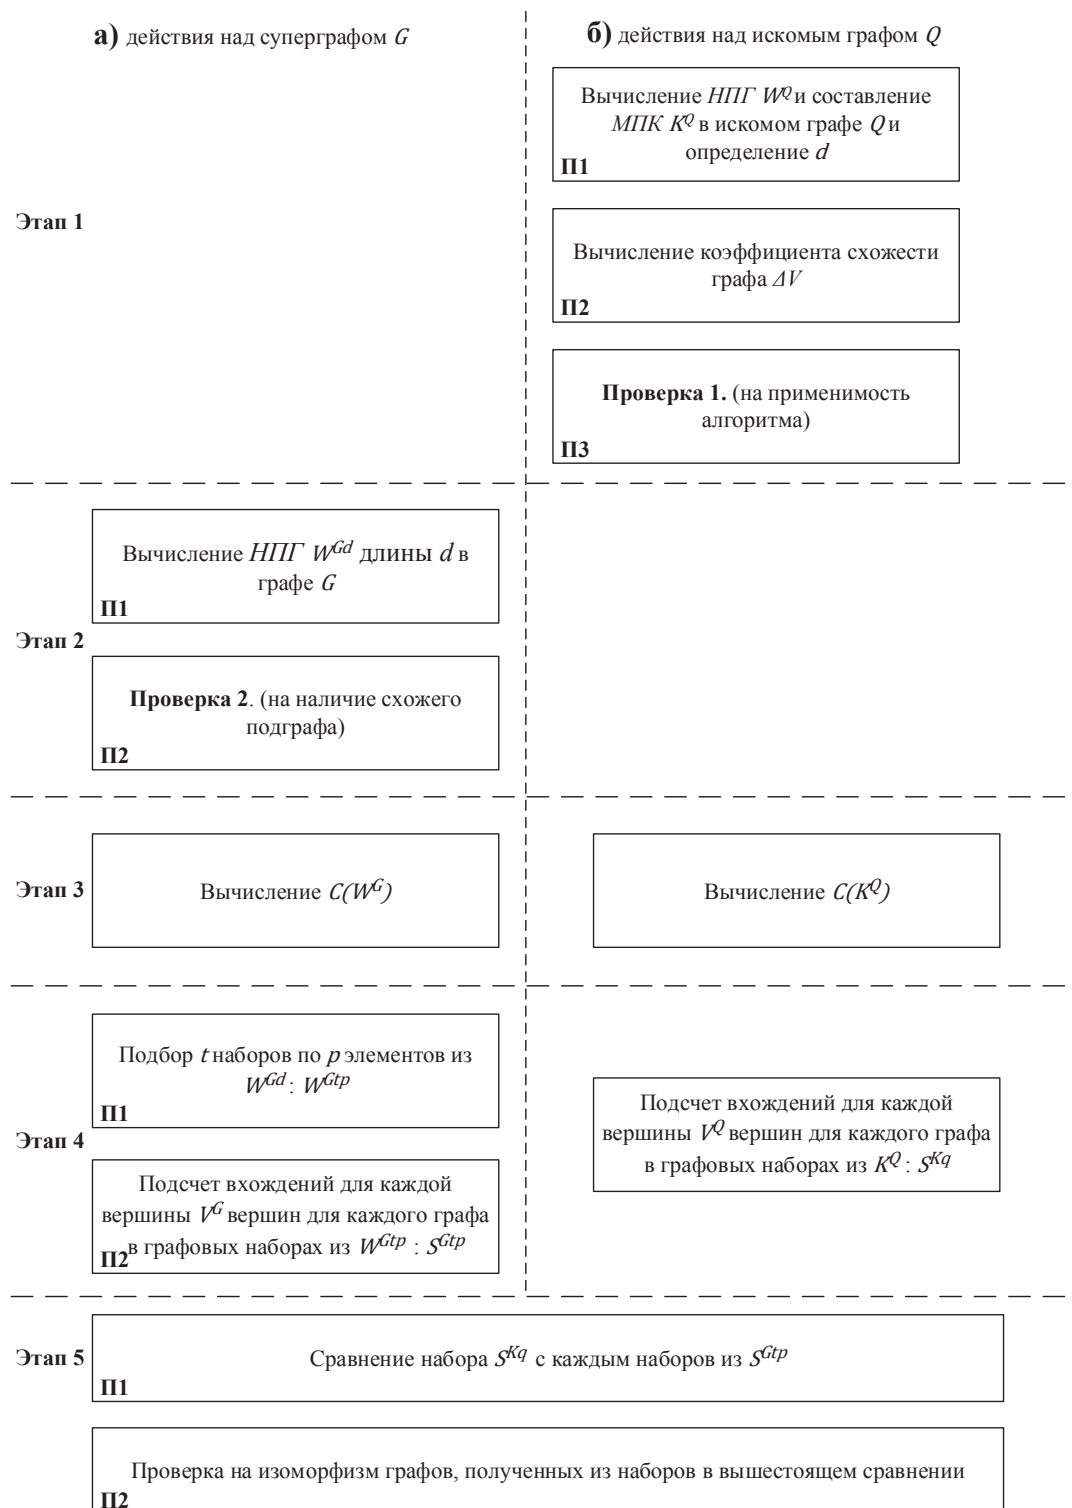 а) действия над суперграфом G
б) действия над искомым графом Q
Этап 1
Вычисление НПГ W^Q и составление
МПК K^Q в искомом графе Q и
определение d
П1
Вычисление коэффициента схожести
графа ΔV
П2
Проверка 1. (на применимость
алгоритма)
П3
Этап 2
Вычисление НПГ W^Gd длины d в
графе G
П1
Проверка 2. (на наличие схожего
подграфа)
П2
Этап 3
Вычисление C(W^G)
Вычисление C(K^Q)
Этап 4
Подбор t наборов по p элементов из
W^Gd : W^Gtp
П1
Подсчет вхождений для каждой
вершины V^G вершин для каждого графа
в графовых наборах из W^Gtp : S^Gtp
П2
Подсчет вхождений для каждой
вершины V^Q вершин для каждого графа
в графовых наборах из K^Q : S^Kq
Этап 5
Сравнение набора S^Kq с каждым наборов из S^Gtp
П1
Проверка на изоморфизм графов, полученных из наборов в вышестоящем сравнении
П2